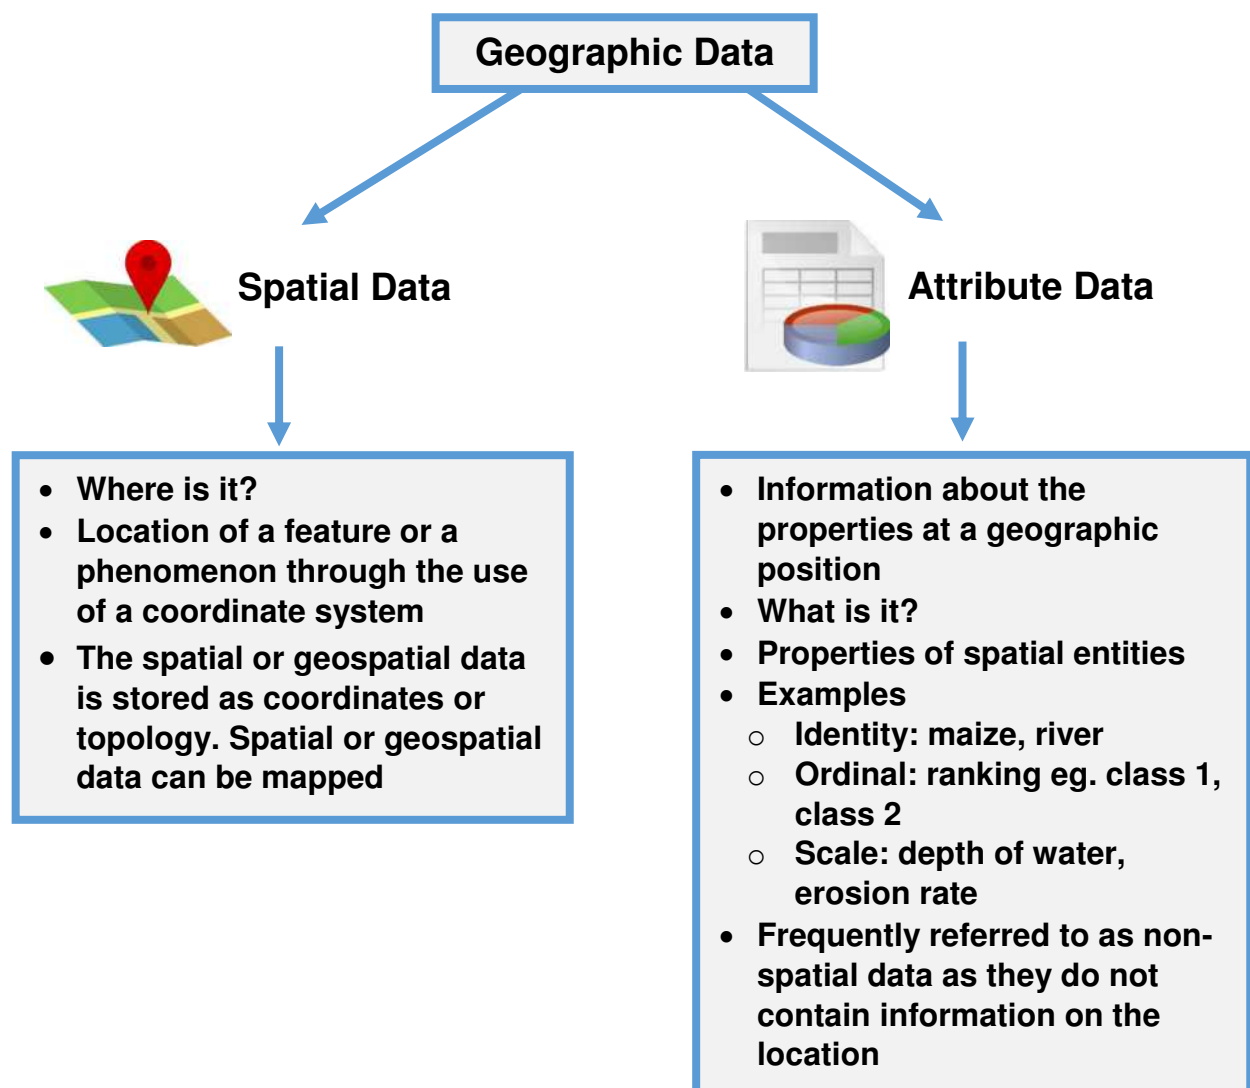 Geographic Data
Spatial Data
Attribute Data
• Where is it?
• Location of a feature or a
phenomenon through the use
of a coordinate system
• The spatial or geospatial data
is stored as coordinates or
topology. Spatial or geospatial
data can be mapped
• Information about the
properties at a geographic
position
• What is it?
• Properties of spatial entities
• Examples
o Identity: maize, river
o Ordinal: ranking eg. class 1,
class 2
o Scale: depth of water,
erosion rate
• Frequently referred to as non-
spatial data as they do not
contain information on the
location